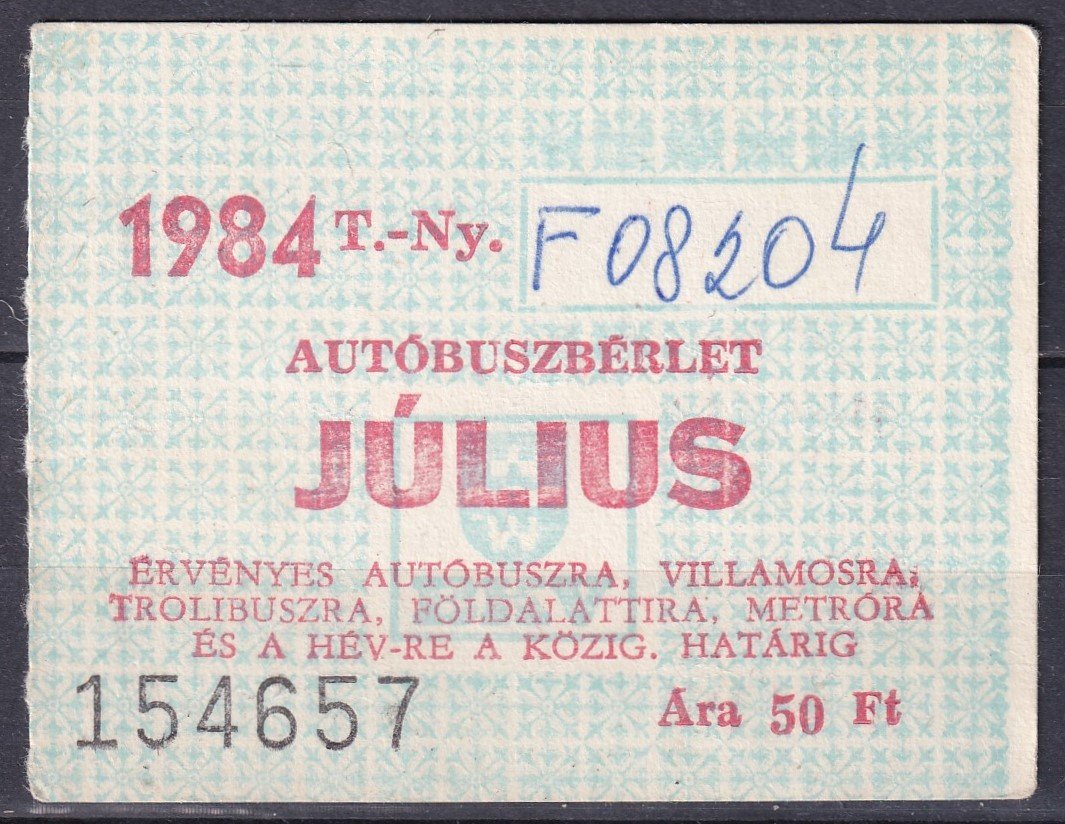 1984 T.-Ny. F08204
AUTÓBUSZBÉRLET
JÚLIUS
ÉRVÉNYES AUTÓBUSZRA, VILLAMOSRA,
TROLIBUSZRA, FÖLDALATTIRA, METRÓRA
ÉS A HÉV-RE A KÖZIG. HATÁRIG
154657 Ára 50 Ft